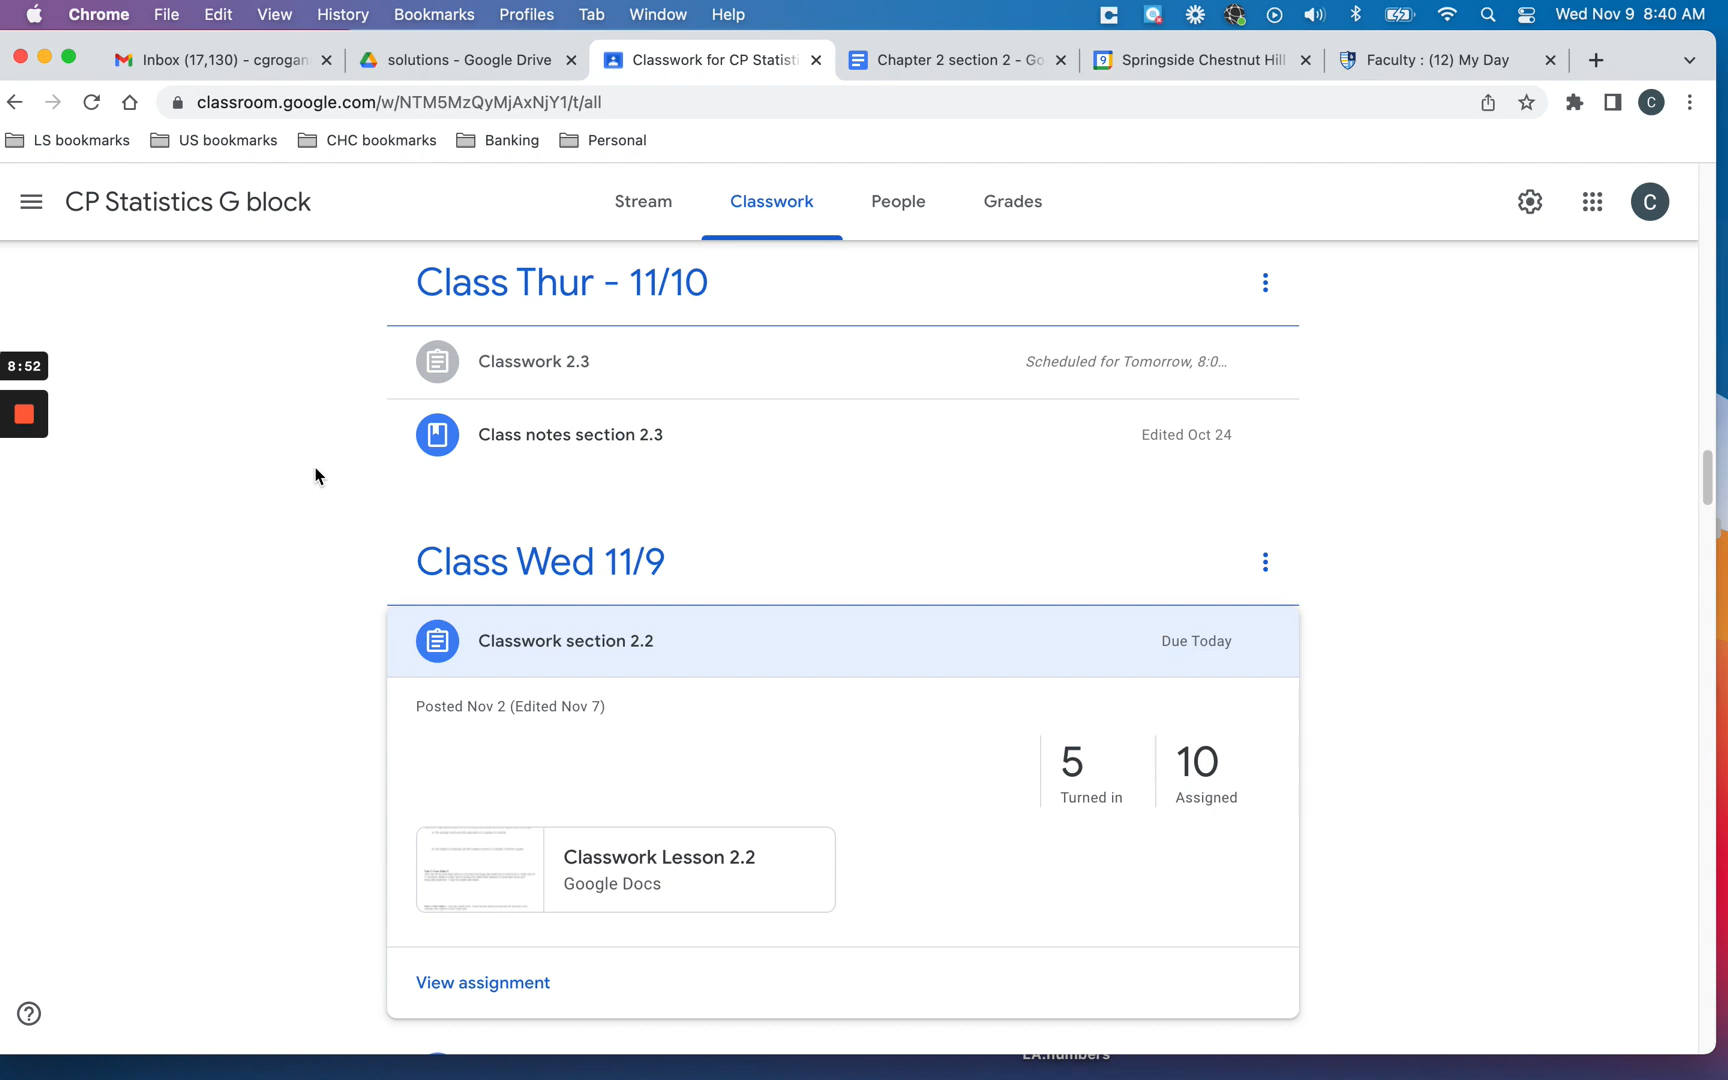 Chrome File Edit View History Bookmarks Profiles Tab Window Help Wed Nov 9 8:40 AM
Inbox (17,130) - cgrogan solutions - Google Drive Classwork for CP Statisti Chapter 2 section 2 - Go Springside Chestnut Hill Faculty : (12) My Day
classroom.google.com/w/NTM5MzQyMjAxNjY1/t/all
LS bookmarks US bookmarks CHC bookmarks Banking Personal
CP Statistics G block Stream Classwork People Grades C
Class Thur - 11/10
8:52
Classwork 2.3 Scheduled for Tomorrow, 8:0...
Class notes section 2.3 Edited Oct 24
Class Wed 11/9
Classwork section 2.2 Due Today
Posted Nov 2 (Edited Nov 7)
5 10
Turned in Assigned
Classwork Lesson 2.2
Google Docs
View assignment